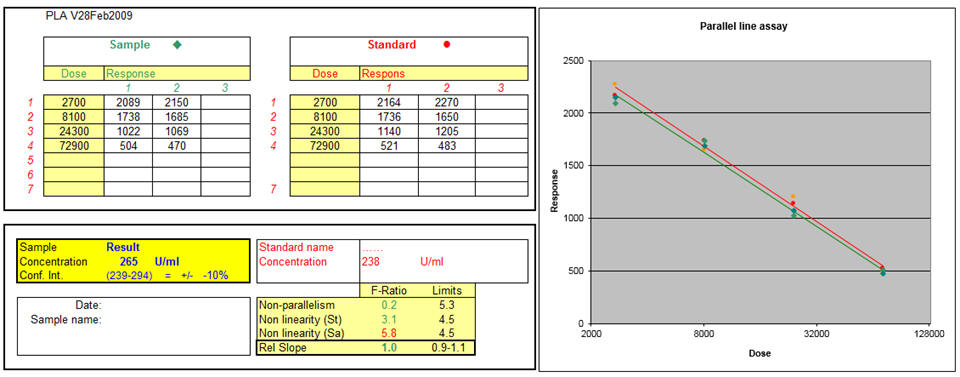 PLA V28Feb2009
Sample
Standard
Dose Response
1 2 3
1 2700 2089 2150
2 8100 1738 1685
3 24300 1022 1069
4 72900 504 470
5
6
7
Dose Respons
1 2 3
1 2700 2164 2270
2 8100 1736 1650
3 24300 1140 1205
4 72900 521 483
7
Sample Result
Concentration 265 U/ml
Conf. Int. (239-294) = +/- -10%
Standard name ......
Concentration 238 U/ml
Date:
Sample name:
F-Ratio Limits
Non-parallelism 0.2 5.3
Non linearity (St) 3.1 4.5
Non linearity (Sa) 5.8 4.5
Rel Slope 1.0 0.9-1.1
Parallel line assay
Response
2500
2000
1500
1000
500
0
2000 8000 32000 128000
Dose